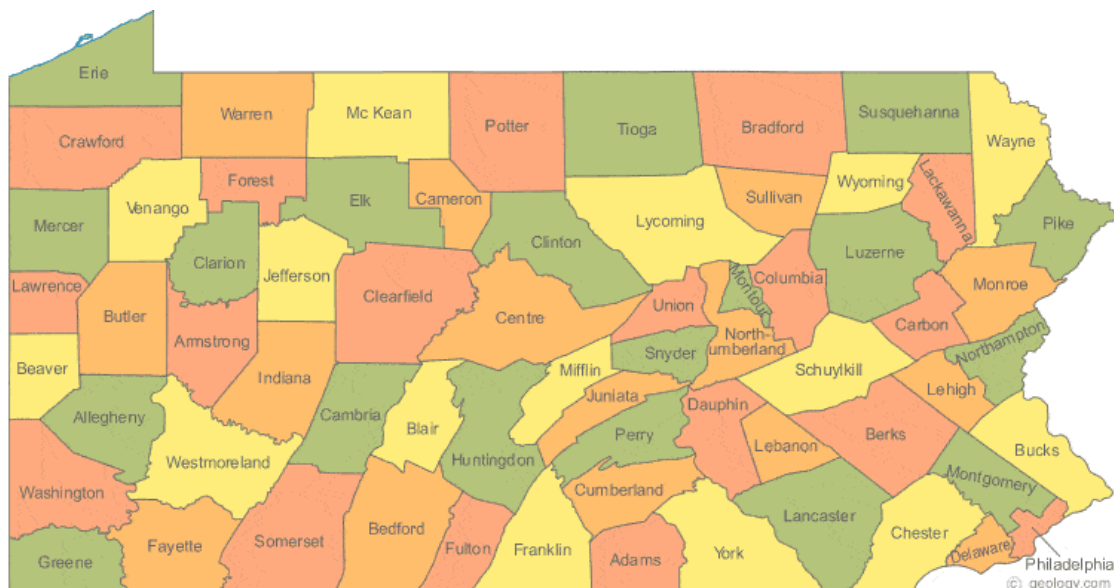 Erie
Warren
Mc Kean
Potter
Tioga
Bradford
Susquehanna
Wayne
Crawford
Forest
Elk
Cameron
Lycoming
Sullivan
Wyoming
Lackawanna
Mercer
Venango
Clarion
Jefferson
Clinton
Luzerne
Pike
Lawrence
Butler
Armstrong
Clearfield
Centre
Union
Montour
Columbia
Carbon
Monroe
Beaver
Indiana
Mifflin
Snyder
North-
umberland
Schuylkill
Northampton
Lehigh
Allegheny
Cambria
Blair
Huntingdon
Juniata
Perry
Dauphin
Lebanon
Berks
Bucks
Washington
Westmoreland
Cumberland
Montgomery
Greene
Fayette
Somerset
Bedford
Fulton
Franklin
Adams
York
Lancaster
Chester
Delaware
Philadelphia
© geology.com